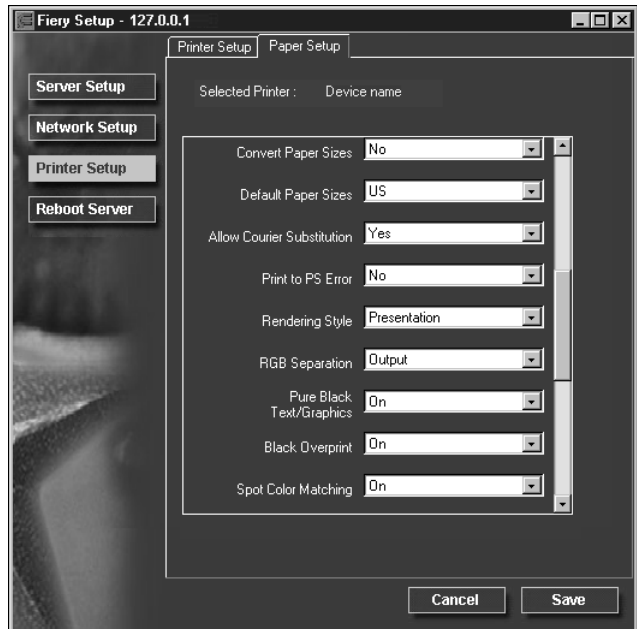 Fiery Setup - 127.0.0.1
Printer Setup
Paper Setup
Server Setup
Network Setup
Printer Setup
Reboot Server
Selected Printer : Device name
Convert Paper Sizes No
Default Paper Sizes US
Allow Courier Substitution Yes
Print to PS Error No
Rendering Style Presentation
RGB Separation Output
Pure Black
Text/Graphics On
Black Overprint On
Spot Color Matching On
Cancel
Save